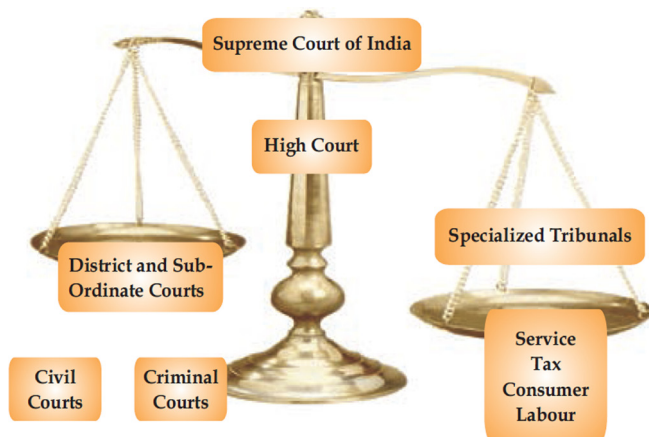 Supreme Court of India
High Court
Specialized Tribunals
District and Sub-
Ordinate Courts
Service
Tax
Consumer
Labour
Civil
Courts
Criminal
Courts